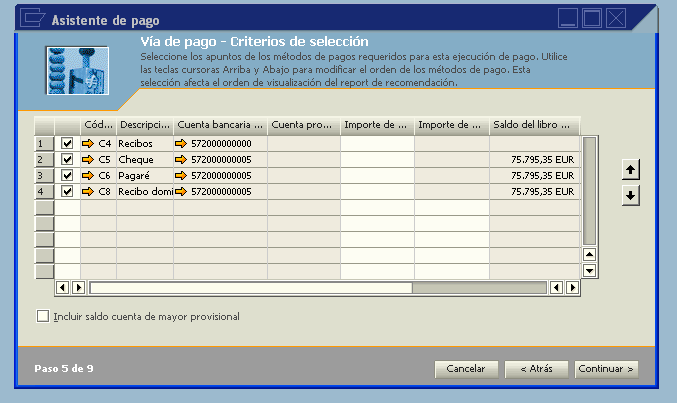 Asistente de pago
Vía de pago - Criterios de selección
Seleccione los apuntos de los métodos de pagos requeridos para esta ejecución de pago. Utilice
las teclas cursoras Arriba y Abajo para modificar el orden de los métodos de pago. Esta
selección afecta el orden de visualización del report de recomendación.
Cód... Descripci... Cuenta bancaria ... Cuenta pro... Importe de ... Importe de ... Saldo del libro ...
1 C4 Recibos 572000000000
2 C5 Cheque 572000000005 75.795,35 EUR
3 C6 Pagaré 572000000005 75.795,35 EUR
4 C8 Recibo domi 572000000005 75.795,35 EUR
Incluir saldo cuenta de mayor provisional
Paso 5 de 9 Cancelar < Atrás Continuar >